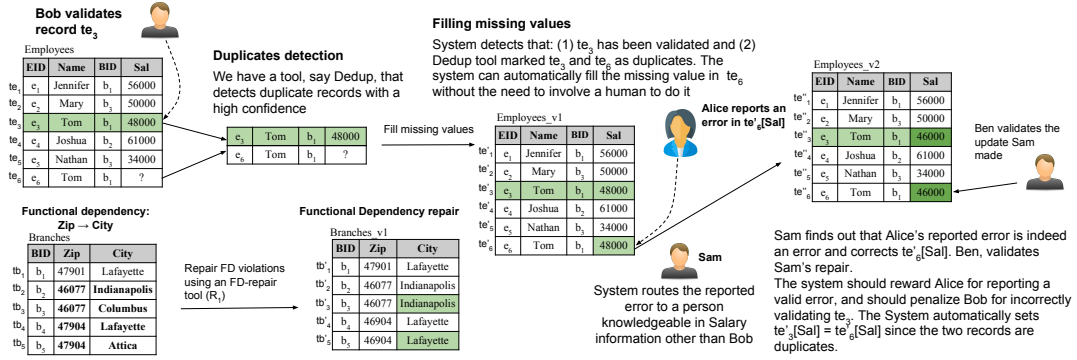 Bob validates
record te3
Employees
EID Name BID Sal
te1 e1 Jennifer b1 56000
te2 e2 Mary b3 50000
te3 e3 Tom b1 48000
te4 e4 Joshua b2 61000
te5 e5 Nathan b3 34000
te6 e6 Tom b1 ?
Duplicates detection
We have a tool, say Dedup, that
detects duplicate records with a
high confidence
e3 Tom b1 48000
e6 Tom b1 ?
Fill missing values
Filling missing values
System detects that: (1) te3 has been validated and (2)
Dedup tool marked te3 and te6 as duplicates. The
system can automatically fill the missing value in te6
without the need to involve a human to do it
Employees_v1
EID Name BID Sal
te'1 e1 Jennifer b1 56000
te'2 e2 Mary b3 50000
te'3 e3 Tom b1 48000
te'4 e4 Joshua b2 61000
te'5 e5 Nathan b3 34000
te'6 e6 Tom b1 48000
Alice reports an
error in te'6[Sal]
Sam
System routes the reported
error to a person
knowledgeable in Salary
information other than Bob
Employees_v2
EID Name BID Sal
te''1 e1 Jennifer b1 56000
te''2 e2 Mary b3 50000
te''3 e3 Tom b1 46000
te''4 e4 Joshua b2 61000
te''5 e5 Nathan b3 34000
te''6 e6 Tom b1 46000
Ben validates the
update Sam
made
Sam finds out that Alice's reported error is indeed
an error and corrects te'6[Sal]. Ben, validates
Sam's repair.
The system should reward Alice for reporting a
valid error, and should penalize Bob for incorrectly
validating te3. The System automatically sets
te'3[Sal] = te'6[Sal] since the two records are
duplicates.
Functional dependency:
Zip → City
Branches
BID Zip City
tb1 b1 47901 Lafayette
tb2 b2 46077 Indianapolis
tb3 b3 46077 Columbus
tb4 b4 47904 Lafayette
tb5 b5 47904 Attica
Repair FD violations
using an FD-repair
tool (R1)
Functional Dependency repair
Branches_v1
BID Zip City
tb'1 b1 47901 Lafayette
tb'2 b2 46077 Indianapolis
tb'3 b3 46077 Indianapolis
tb'4 b4 46904 Lafayette
tb'5 b5 46904 Lafayette